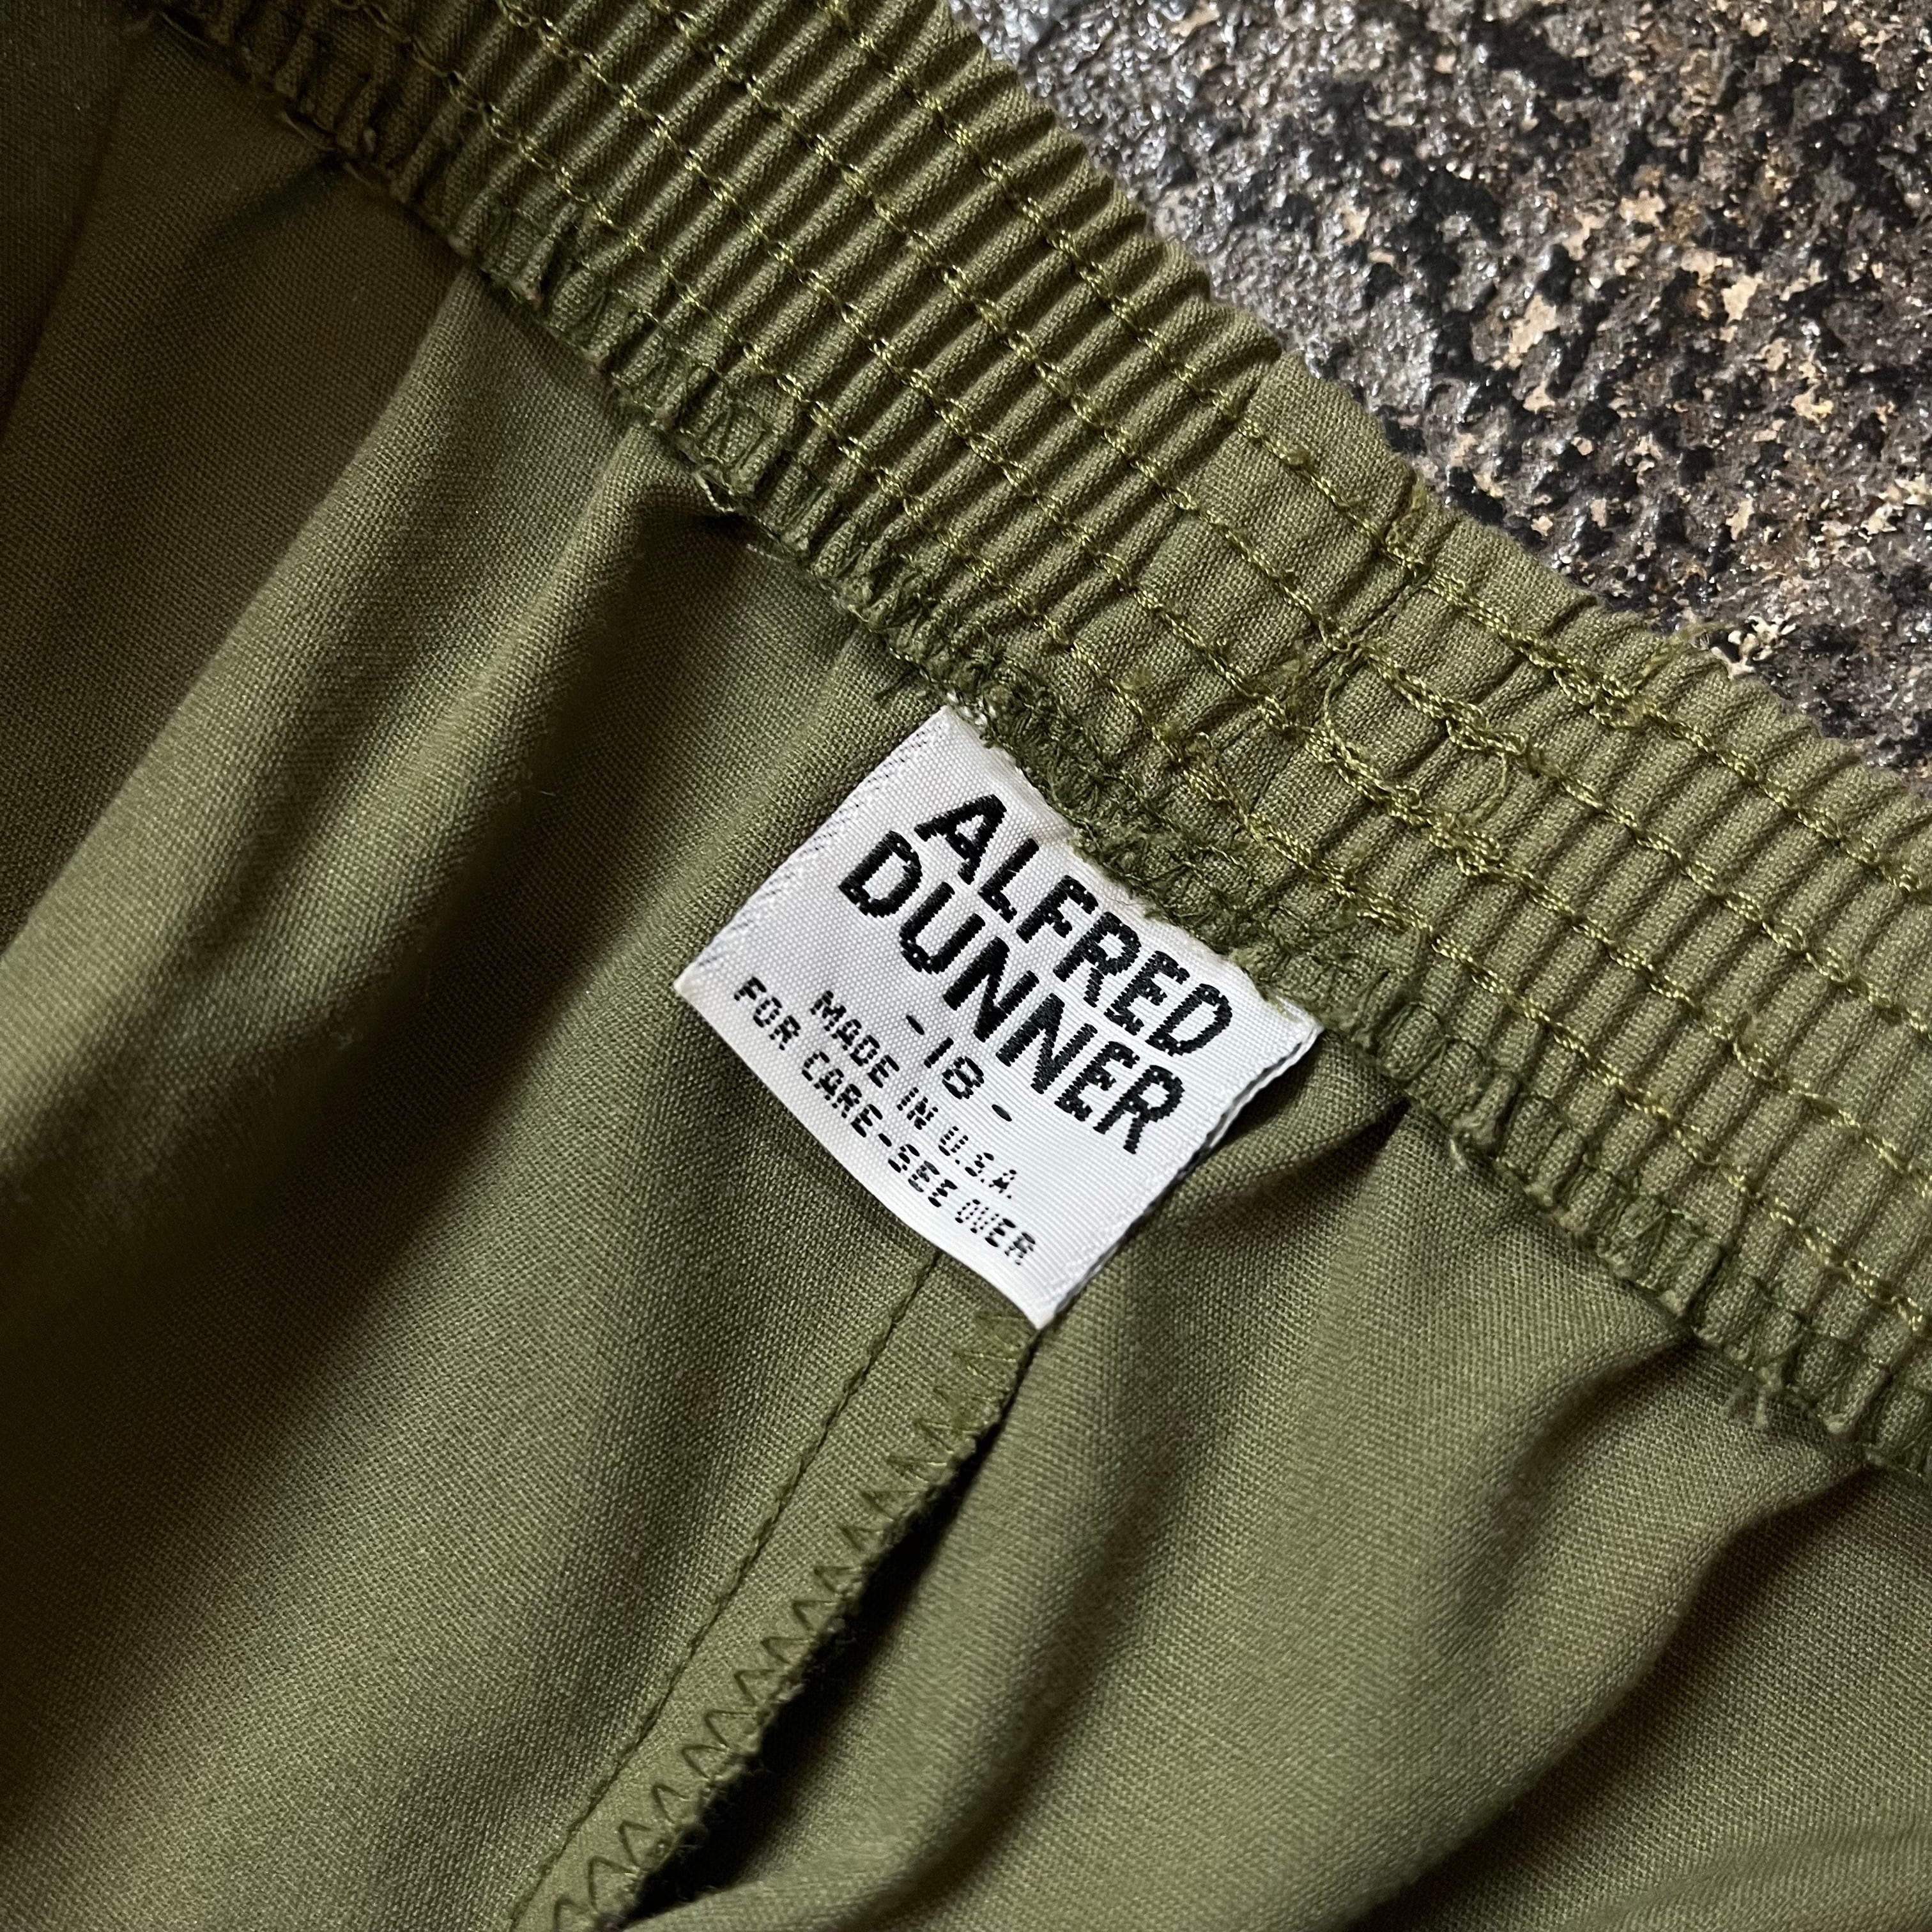 ALFRED
DUNNER
-18-
MADE IN U.S.A.
FOR CARE-SEE OVER